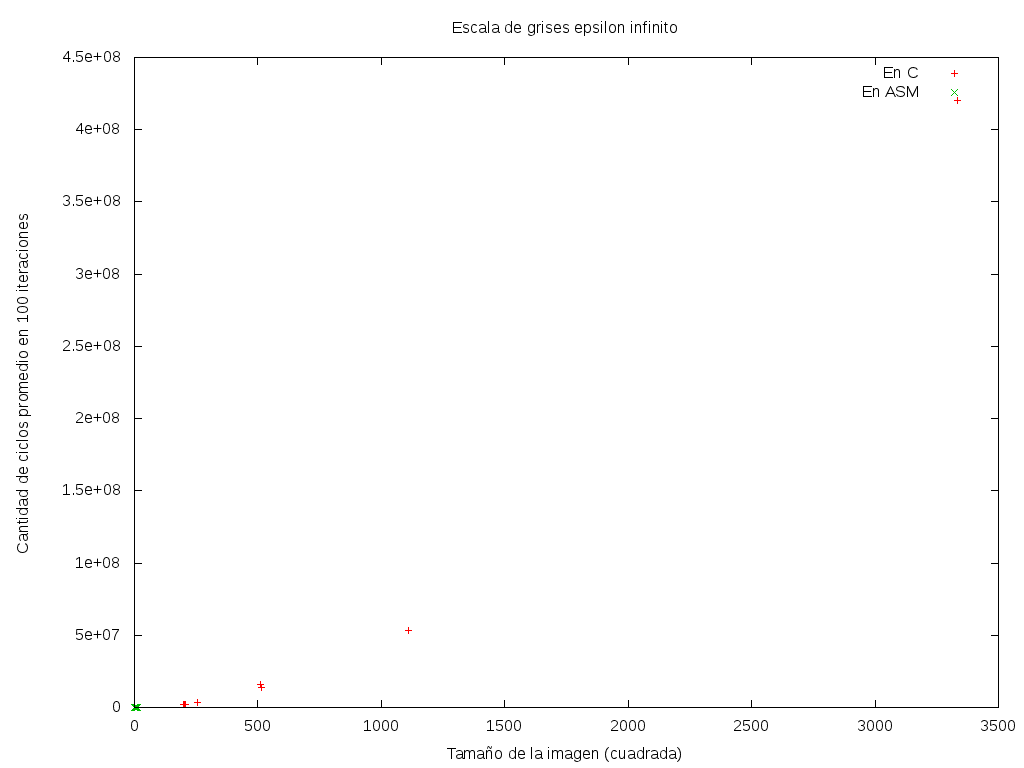 Escala de grises epsilon infinito
En C
En ASM
4.5e+08
4e+08
3.5e+08
3e+08
2.5e+08
2e+08
1.5e+08
1e+08
5e+07
0
Cantidad de ciclos promedio en 100 iteraciones
0 500 1000 1500 2000 2500 3000 3500
Tamaño de la imagen (cuadrada)